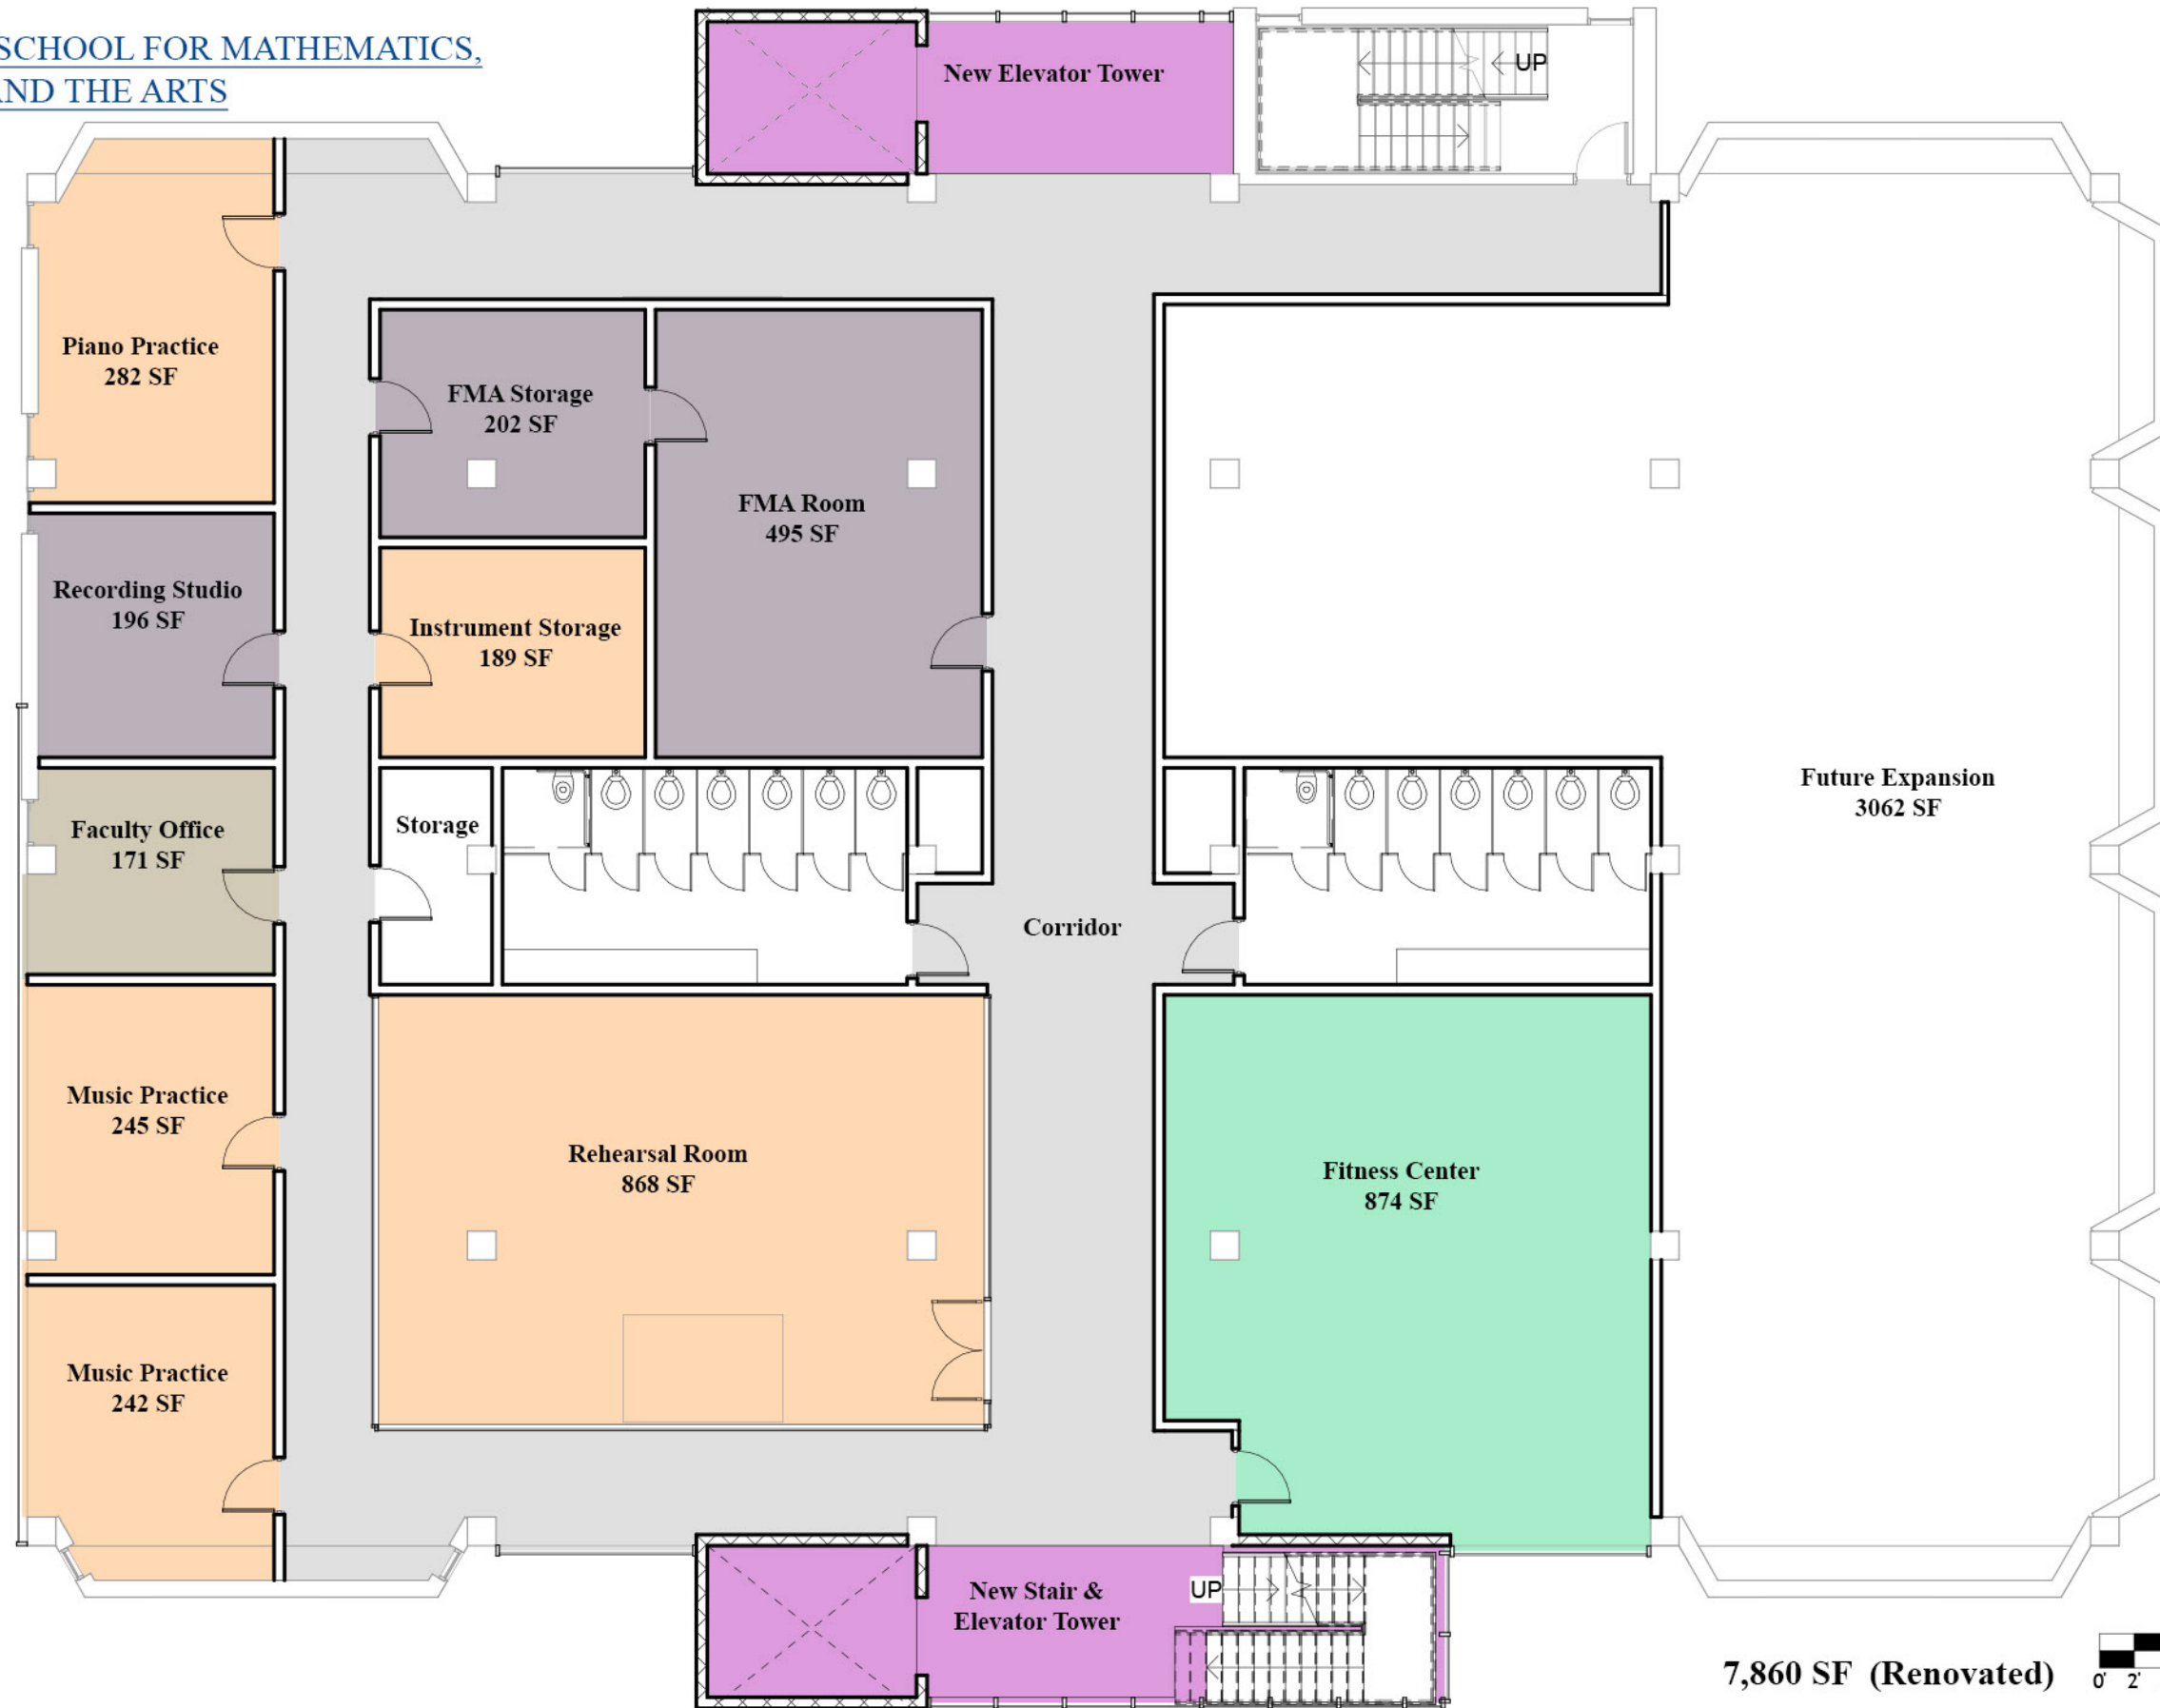 SCHOOL FOR MATHEMATICS,
AND THE ARTS
New Elevator Tower
UP
Piano Practice
282 SF
FMA Storage
202 SF
FMA Room
495 SF
Recording Studio
196 SF
Instrument Storage
189 SF
Future Expansion
3062 SF
Storage
Faculty Office
171 SF
Corridor
Music Practice
245 SF
Rehearsal Room
868 SF
Fitness Center
874 SF
Music Practice
242 SF
New Stair &
Elevator Tower
UP
7,860 SF (Renovated)
0' 2'